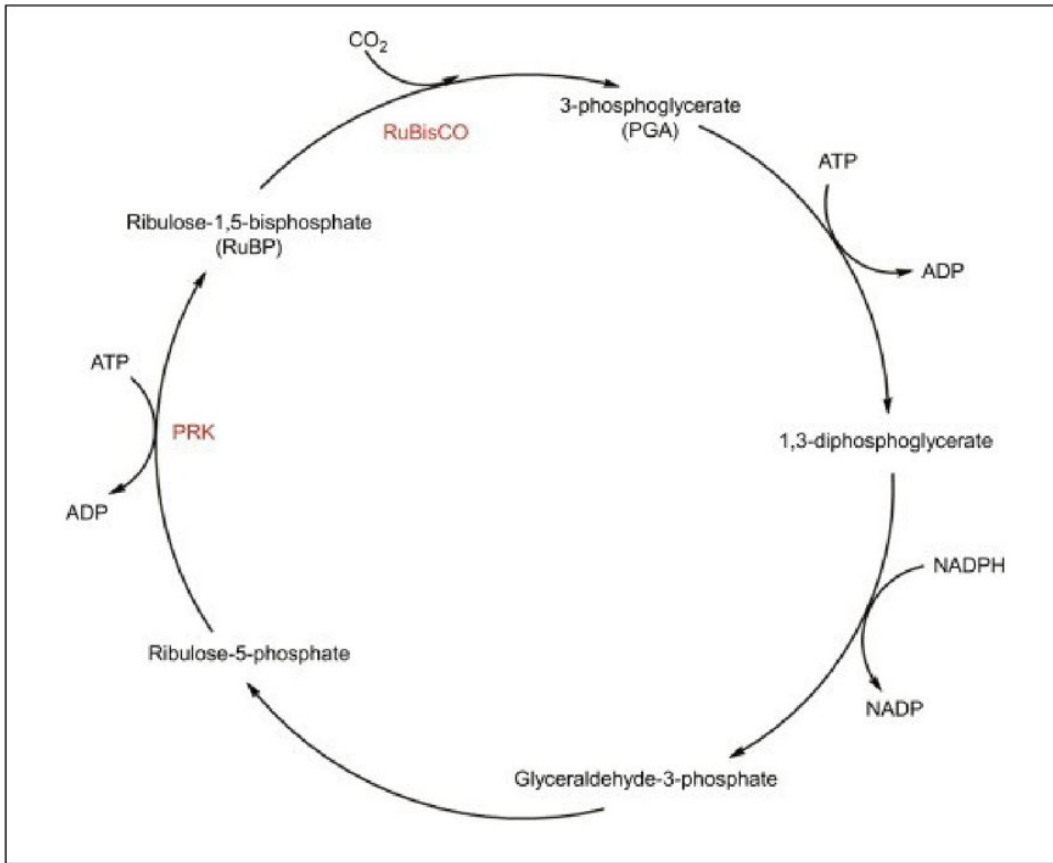 CO2
3-phosphoglycerate
(PGA)
RuBisCO
ATP
Ribulose-1,5-bisphosphate
(RuBP)
ADP
ATP
PRK
1,3-diphosphoglycerate
ADP
NADPH
Ribulose-5-phosphate
NADP
Glyceraldehyde-3-phosphate